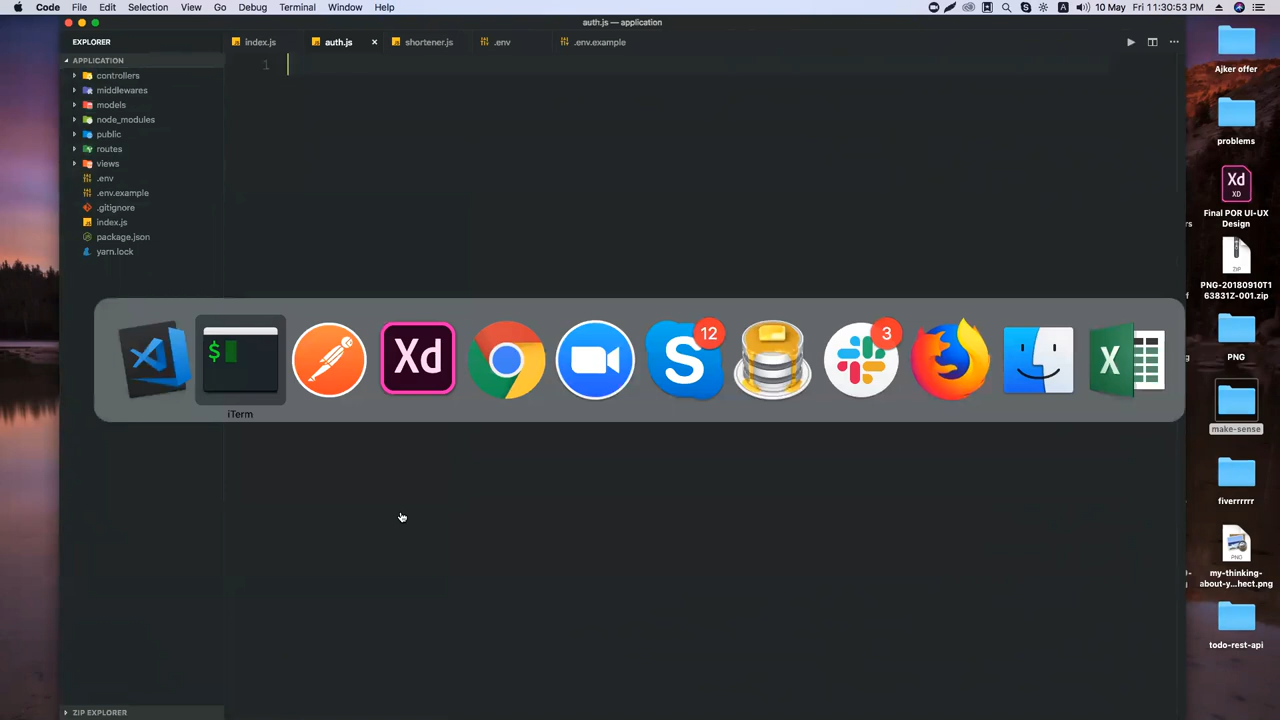 Code File Edit Selection View Go Debug Terminal Window Help
A 10 May Fri 11:30:53 PM
auth.js — application
EXPLORER
index.js
auth.js
shortener.js
.env
.env.example
APPLICATION
controllers
middlewares
models
node_modules
public
routes
views
.env
.env.example
.gitignore
index.js
package.json
yarn.lock
ZIP EXPLORER
1
$
Xd
S
12
3
X
iTerm
Ajker offer
problems
Xd
XD
Final POR UI-UX
Design
ZIP
PNG-20180910T1
63831Z-001.zip
PNG
make-sense
fiverrrrrr
PNG
my-thinking-
about-y...hect.png
todo-rest-api